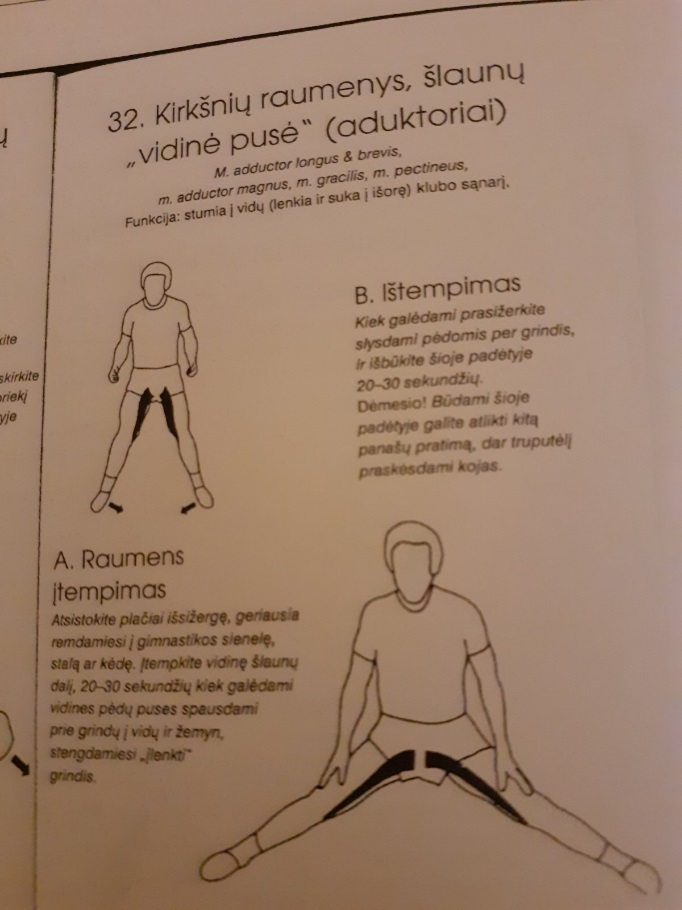 32. Kirkšnių raumenys, šlaunų
„vidinė pusė“ (aduktoriai)
M. adductor longus & brevis,
m. adductor magnus, m. gracilis, m. pectineus,
Funkcija: stumia į vidų (lenkia ir suka į išorę) klubo sąnarį.
B. Ištempimas
Kiek galėdami prasižerkite
slysdami pėdomis per grindis,
ir išbūkite šioje padėtyje
20–30 sekundžių.
Dėmesio! Būdami šioje
padėtyje galite atlikti kitą
panašų pratimą, dar truputėlį
praskėsdami kojas.
A. Raumens
įtempimas
Atsistokite plačiai išsižergę, geriausia
remdamiesi į gimnastikos sienelę,
stalą ar kėdę. Įtempkite vidinę šlaunų
dalį, 20–30 sekundžių kiek galėdami
vidines pėdų puses spausdami
prie grindų į vidų ir žemyn,
stengdamiesi „įlenkti“
grindis.